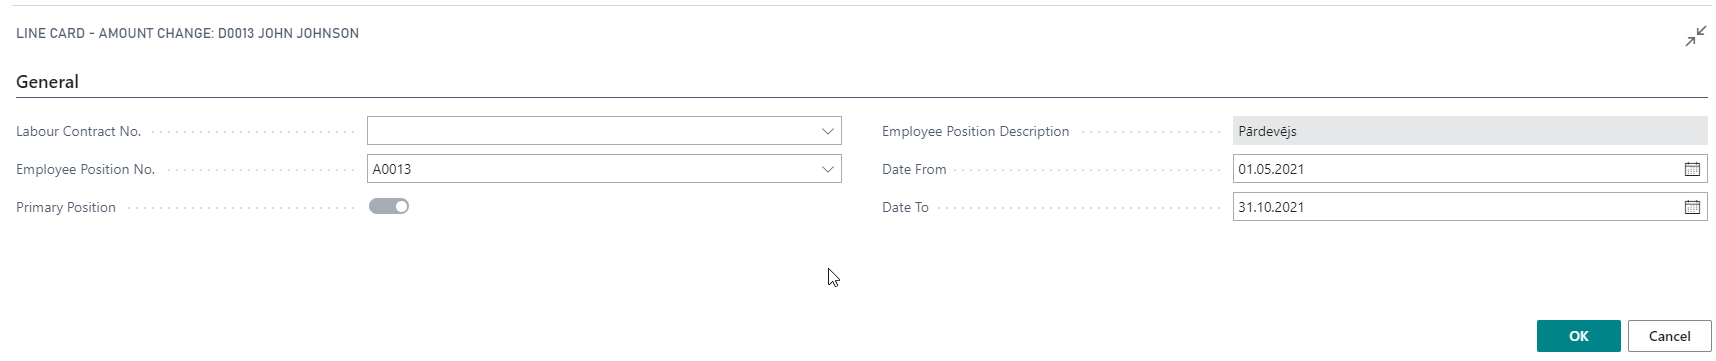 LINE CARD - AMOUNT CHANGE: D0013 JOHN JOHNSON
General
Labour Contract No.
Employee Position No. A0013
Primary Position
Employee Position Description Pārdevējs
Date From 01.05.2021
Date To 31.10.2021
OK Cancel